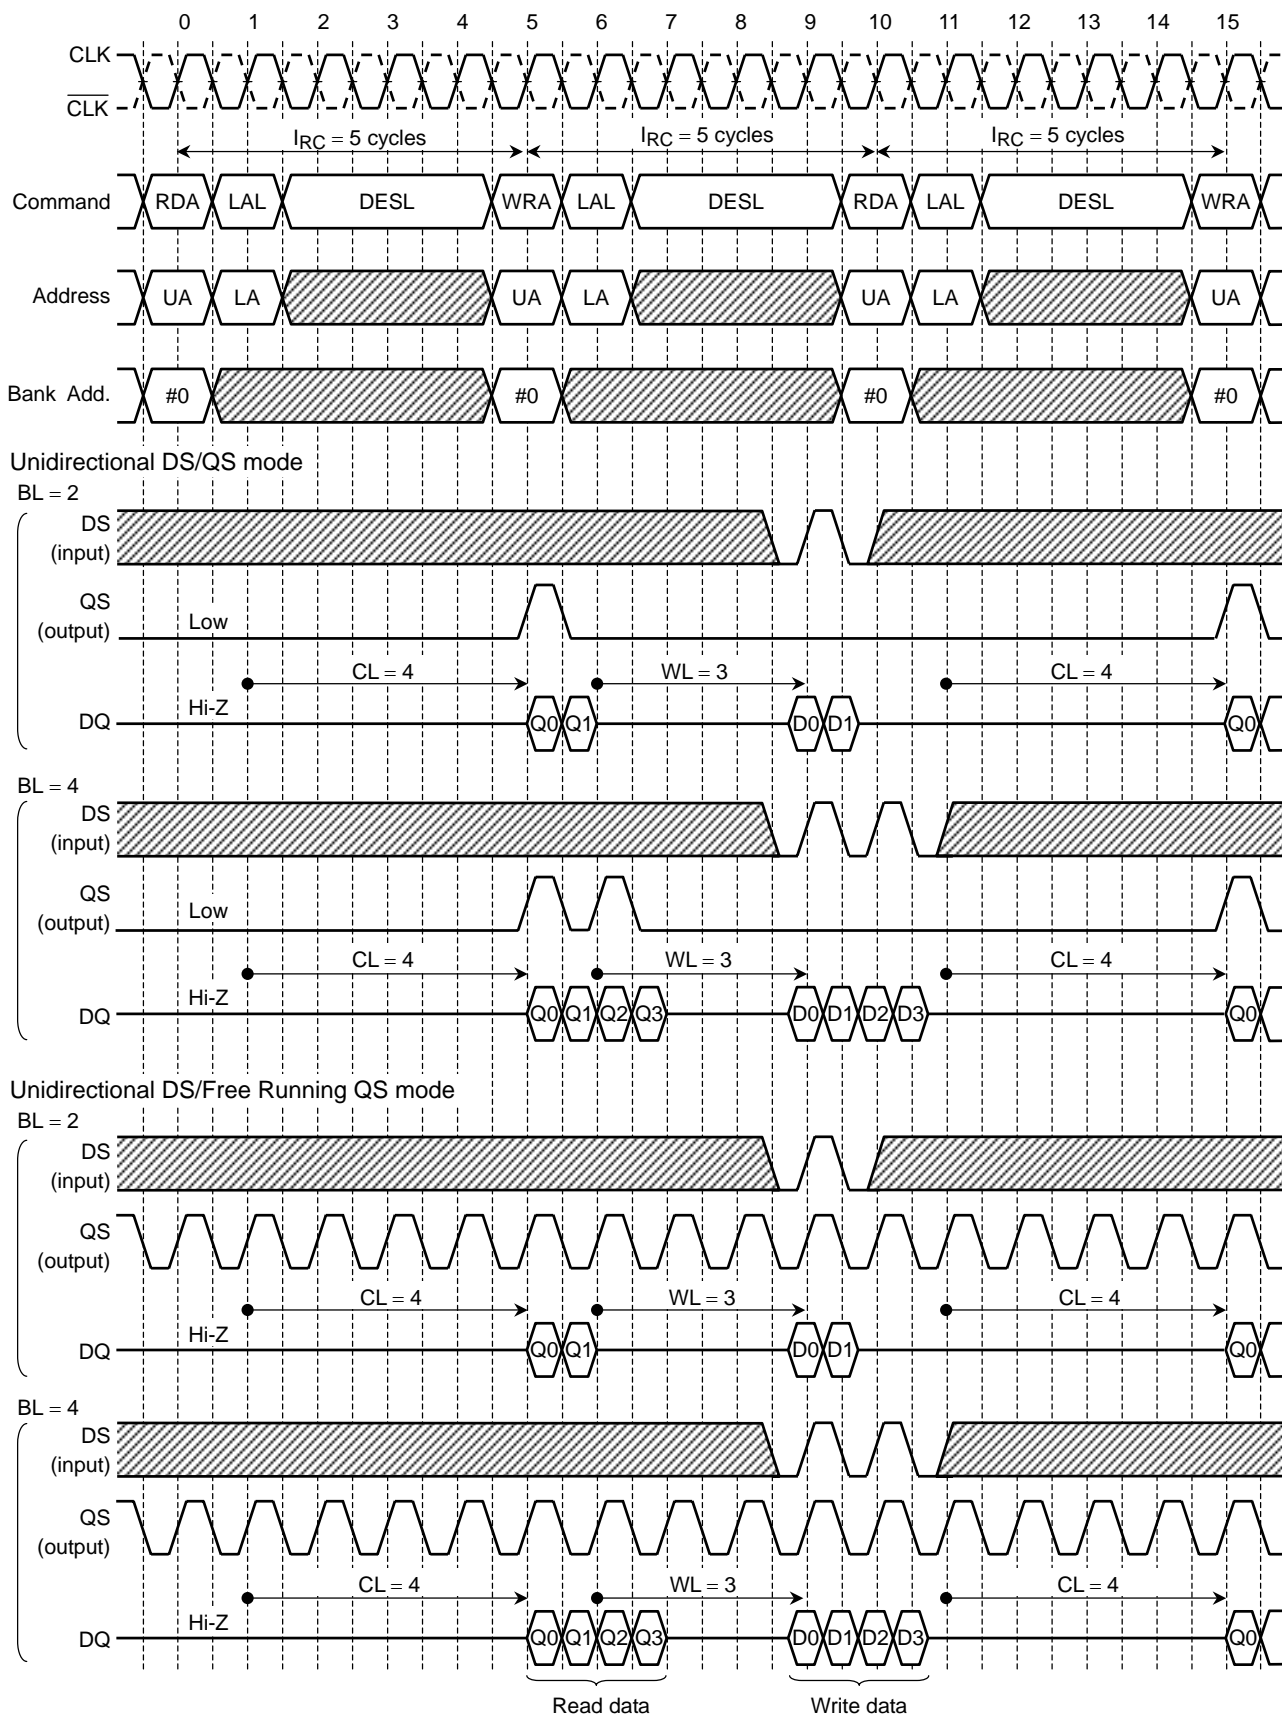 0 1 2 3 4 5 6 7 8 9 10 11 12 13 14 15
CLK
CLK
IRC = 5 cycles IRC = 5 cycles IRC = 5 cycles
Command RDA LAL DESL WRA LAL DESL RDA LAL DESL WRA
Address UA LA UA LA UA LA UA
Bank Add. #0 #0 #0 #0
Unidirectional DS/QS mode
BL = 2
DS
(input)
QS
(output) Low
CL = 4 WL = 3 CL = 4
DQ Hi-Z Q0 Q1 D0 D1 Q0
BL = 4
DS
(input)
QS
(output) Low
CL = 4 WL = 3 CL = 4
DQ Hi-Z Q0 Q1 Q2 Q3 D0 D1 D2 D3 Q0
Unidirectional DS/Free Running QS mode
BL = 2
DS
(input)
QS
(output)
CL = 4 WL = 3 CL = 4
DQ Hi-Z Q0 Q1 D0 D1 Q0
BL = 4
DS
(input)
QS
(output)
CL = 4 WL = 3 CL = 4
DQ Hi-Z Q0 Q1 Q2 Q3 D0 D1 D2 D3 Q0
Read data Write data